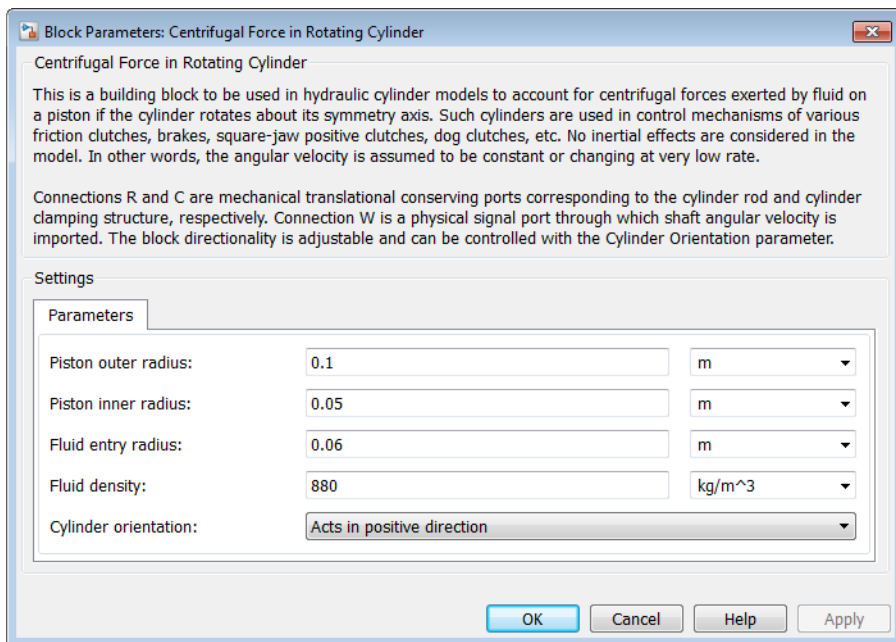 Block Parameters: Centrifugal Force in Rotating Cylinder
Centrifugal Force in Rotating Cylinder
This is a building block to be used in hydraulic cylinder models to account for centrifugal forces exerted by fluid on
a piston if the cylinder rotates about its symmetry axis. Such cylinders are used in control mechanisms of various
friction clutches, brakes, square-jaw positive clutches, dog clutches, etc. No inertial effects are considered in the
model. In other words, the angular velocity is assumed to be constant or changing at very low rate.
Connections R and C are mechanical translational conserving ports corresponding to the cylinder rod and cylinder
clamping structure, respectively. Connection W is a physical signal port through which shaft angular velocity is
imported. The block directionality is adjustable and can be controlled with the Cylinder Orientation parameter.
Settings
Parameters
Piston outer radius: 0.1 m
Piston inner radius: 0.05 m
Fluid entry radius: 0.06 m
Fluid density: 880 kg/m^3
Cylinder orientation: Acts in positive direction
OK Cancel Help Apply